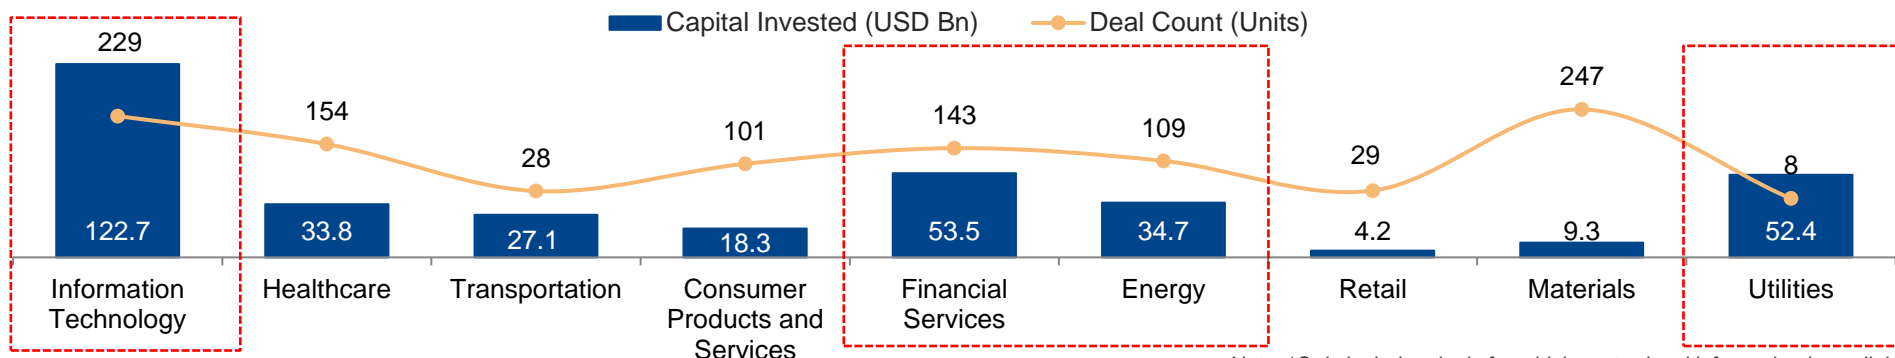 Capital Invested (USD Bn) Deal Count (Units)
229 154 28 101 143 109 29 247 8
122.7 33.8 27.1 18.3 53.5 34.7 4.2 9.3 52.4
Information Technology
Healthcare
Transportation
Consumer Products and Services
Financial Services
Energy
Retail
Materials
Utilities